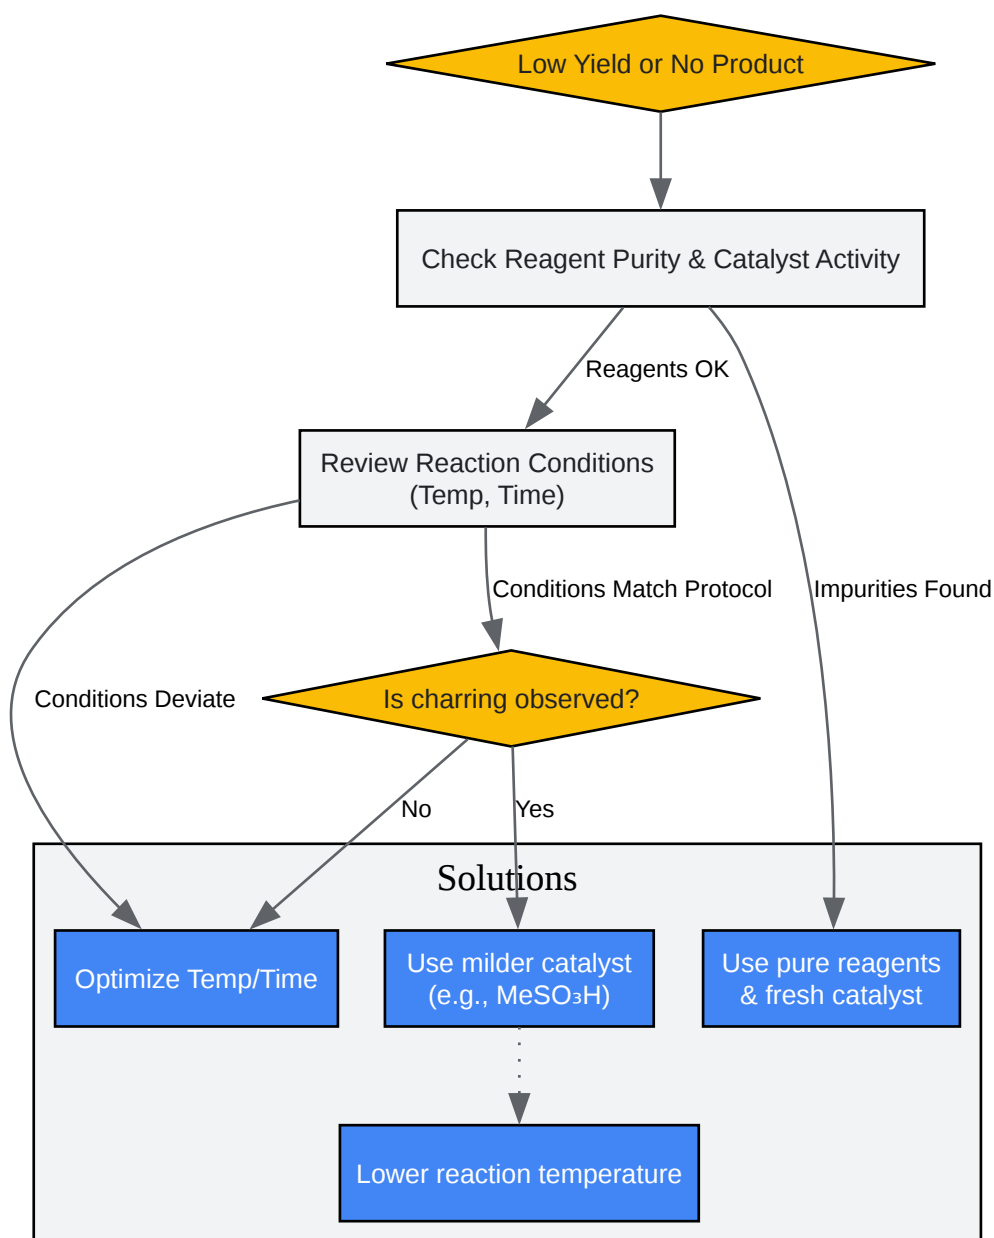 Low Yield or No Product
Check Reagent Purity & Catalyst Activity
Reagents OK
Review Reaction Conditions
(Temp, Time)
Conditions Match Protocol
Impurities Found
Is charring observed?
Conditions Deviate
No
Yes
Solutions
Optimize Temp/Time
Use milder catalyst
(e.g., MeSO₃H)
Use pure reagents
& fresh catalyst
Lower reaction temperature